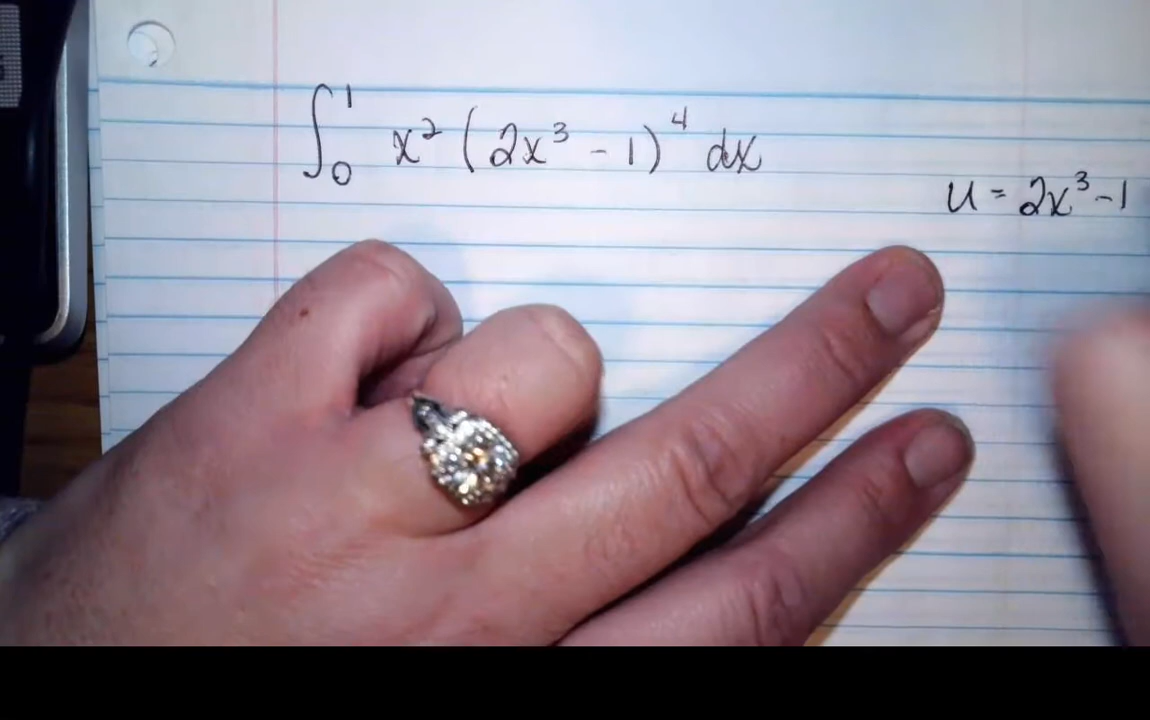 ∫₀¹ x² (2x³ - 1)⁴ dx
u = 2x³ - 1